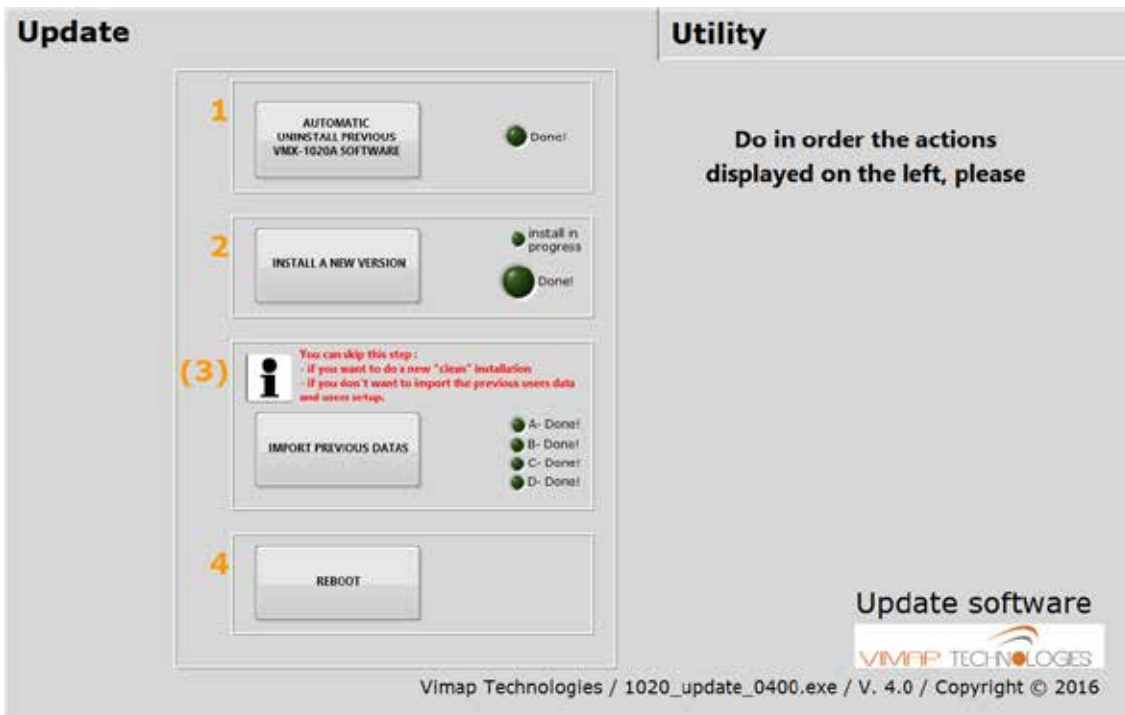 Update
Utility
1
AUTOMATIC
UNINSTALL PREVIOUS
VMX-1020A SOFTWARE
Done!
Do in order the actions
displayed on the left, please
2
INSTALL A NEW VERSION
install in
progress
Done!
(3)
i
You can skip this step :
- if you want to do a new "clean" installation
- if you don't want to import the previous users data
and users setup.
IMPORT PREVIOUS DATAS
A- Done!
B- Done!
C- Done!
D- Done!
4
REBOOT
Update software
VIMAP TECHNOLOGIES
Vimap Technologies / 1020_update_0400.exe / V. 4.0 / Copyright © 2016